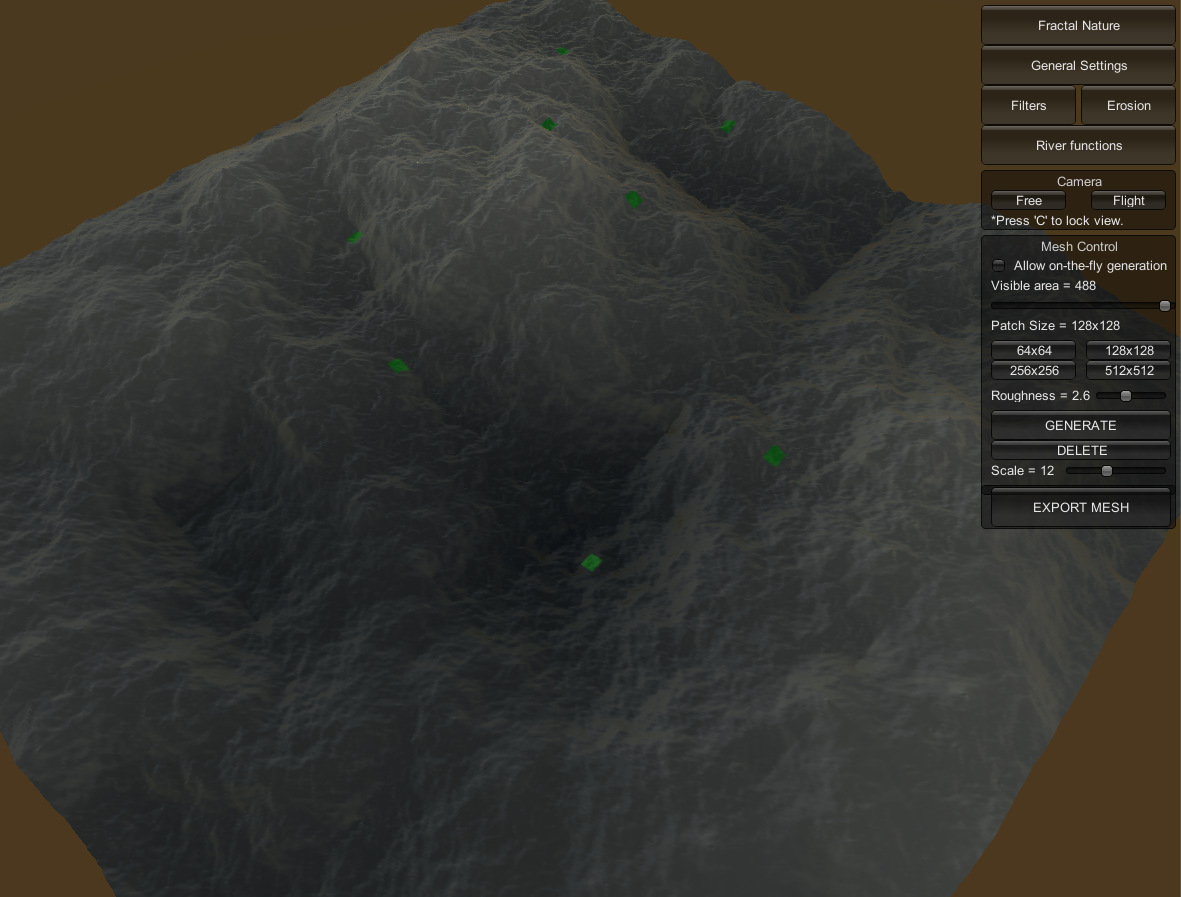 Fractal Nature
General Settings
Filters Erosion
River functions
Camera
Free Flight
*Press 'C' to lock view.
Mesh Control
Allow on-the-fly generation
Visible area = 488
Patch Size = 128x128
64x64 128x128
256x256 512x512
Roughness = 2.6
GENERATE
DELETE
Scale = 12
EXPORT MESH